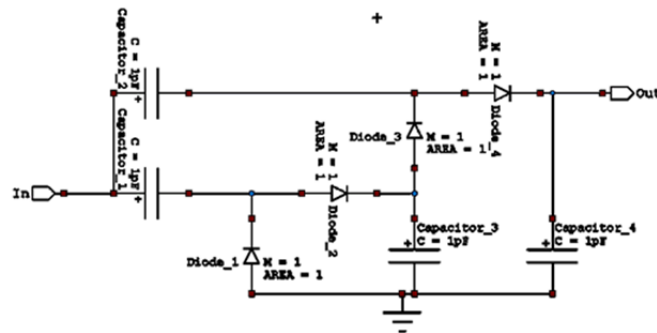 Capacitor_2
C = 1pF
Capacitor_1
C = 1pF
In
M = 1
AREA = 1
Diode_4
Out
Diode_3
M = 1
AREA = 1
M = 1
AREA = 1
Diode_2
Diode_1
M = 1
AREA = 1
Capacitor_3
C = 1pF
Capacitor_4
C = 1pF